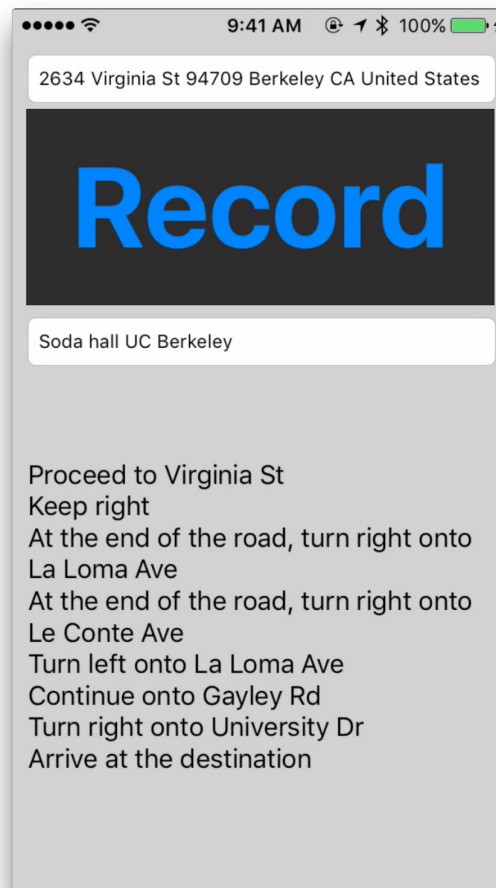 9:41 AM 100%
2634 Virginia St 94709 Berkeley CA United States
Record
Soda hall UC Berkeley
Proceed to Virginia St
Keep right
At the end of the road, turn right onto
La Loma Ave
At the end of the road, turn right onto
Le Conte Ave
Turn left onto La Loma Ave
Continue onto Gayley Rd
Turn right onto University Dr
Arrive at the destination